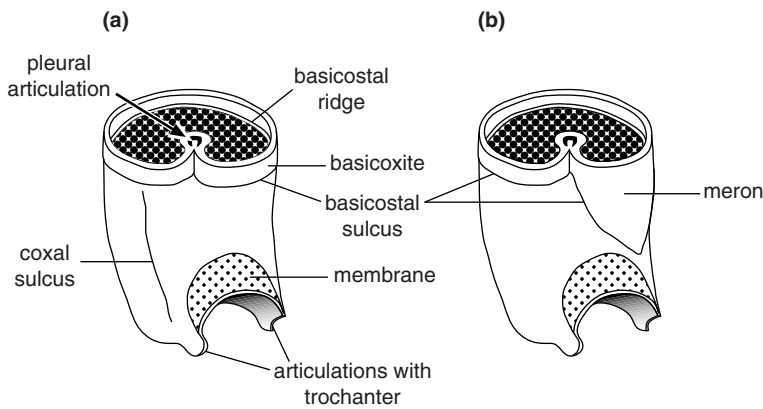 (a)
(b)
pleural
articulation
basicostal
ridge
basicoxite
basicostal
sulcus
meron
coxal
sulcus
membrane
articulations with
trochanter